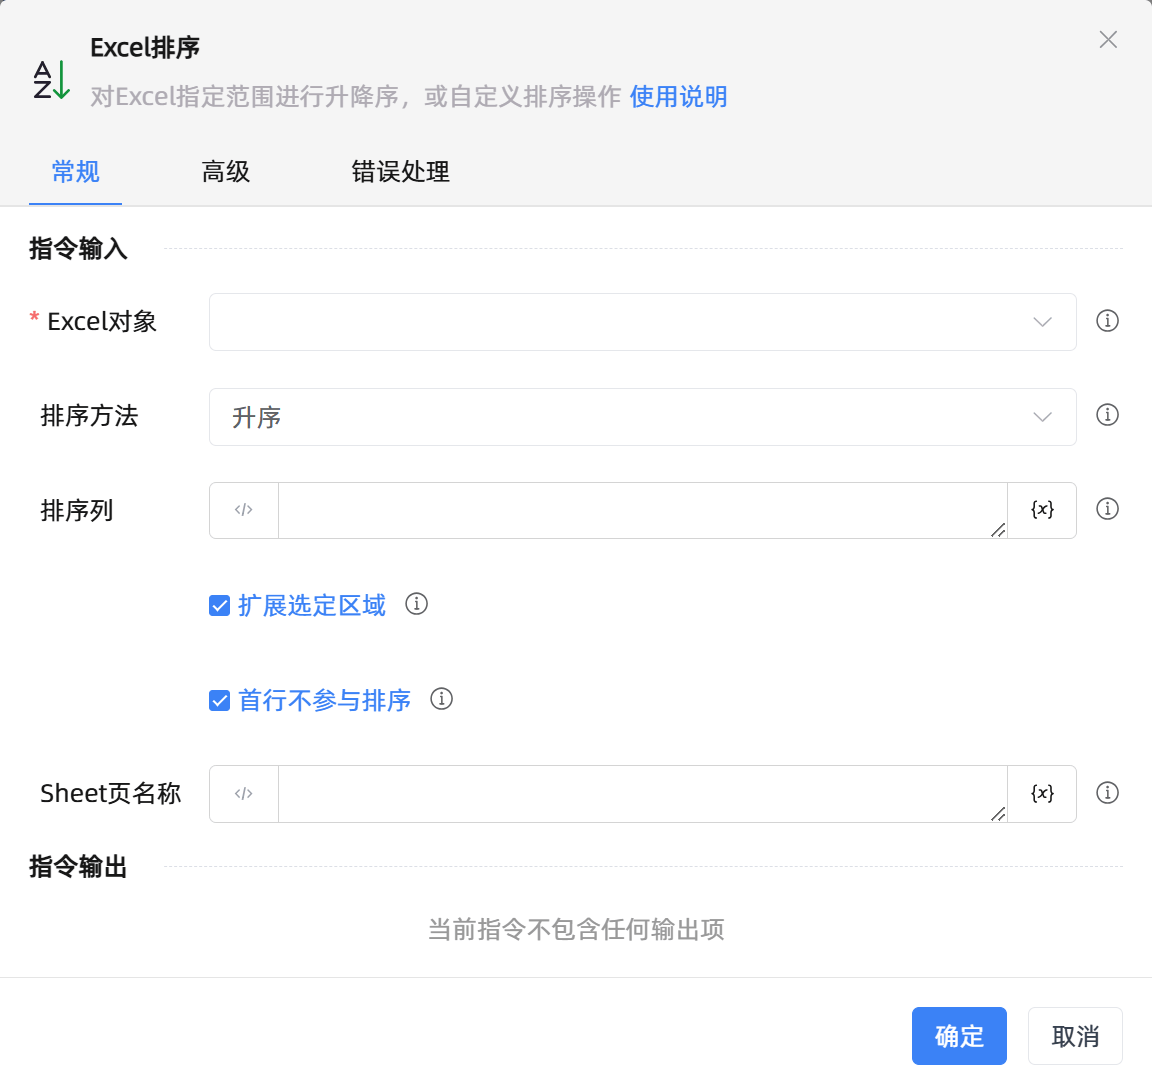 Excel排序
对Excel指定范围进行升降序，或自定义排序操作 使用说明
常规 高级 错误处理
指令输入
* Excel对象
排序方法 升序
排序列 </> {x}
扩展选定区域
首行不参与排序
Sheet页名称 </> {x}
指令输出
当前指令不包含任何输出项
确定 取消